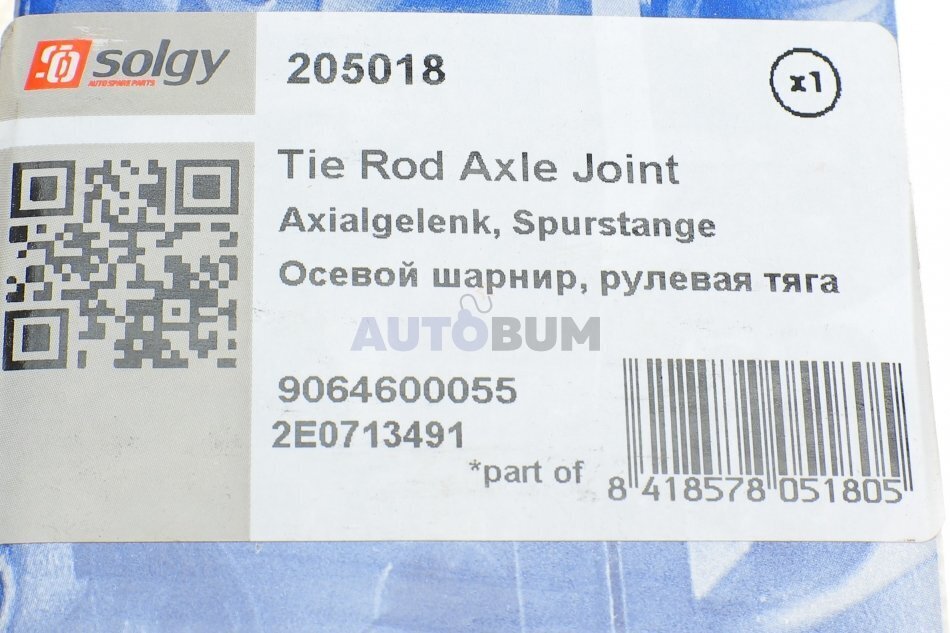 solgy
AUTO SPARE PARTS
205018
x1
Tie Rod Axle Joint
Axialgelenk, Spurstange
Осевой шарнир, рулевая тяга
AUTOBUM
9064600055
2E0713491
*part of
8 418578 051805